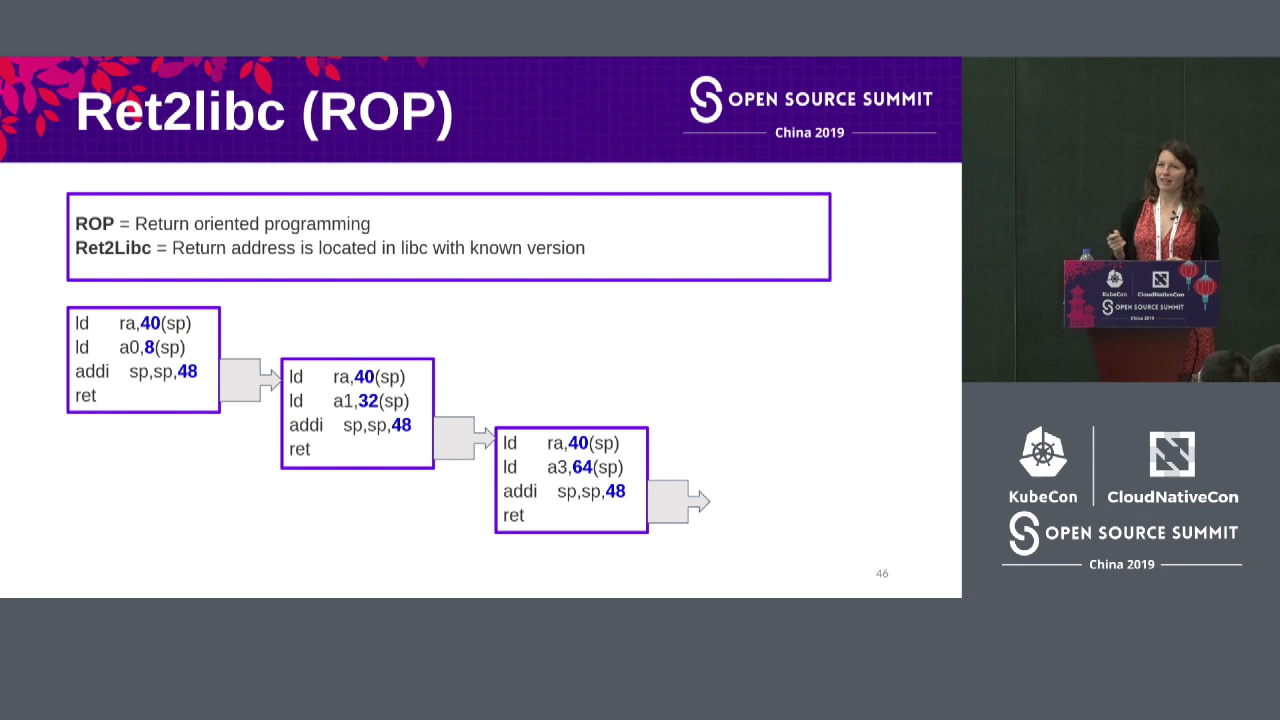 Ret2libc (ROP)
OPEN SOURCE SUMMIT
China 2019
ROP = Return oriented programming
Ret2Libc = Return address is located in libc with known version
ld ra,40(sp)
ld a0,8(sp)
addi sp,sp,48
ret
ld ra,40(sp)
ld a1,32(sp)
addi sp,sp,48
ret
ld ra,40(sp)
ld a3,64(sp)
addi sp,sp,48
ret
46
KubeCon CloudNativeCon
OPEN SOURCE SUMMIT
China 2019
KubeCon CloudNativeCon
OPEN SOURCE SUMMIT
China 2019